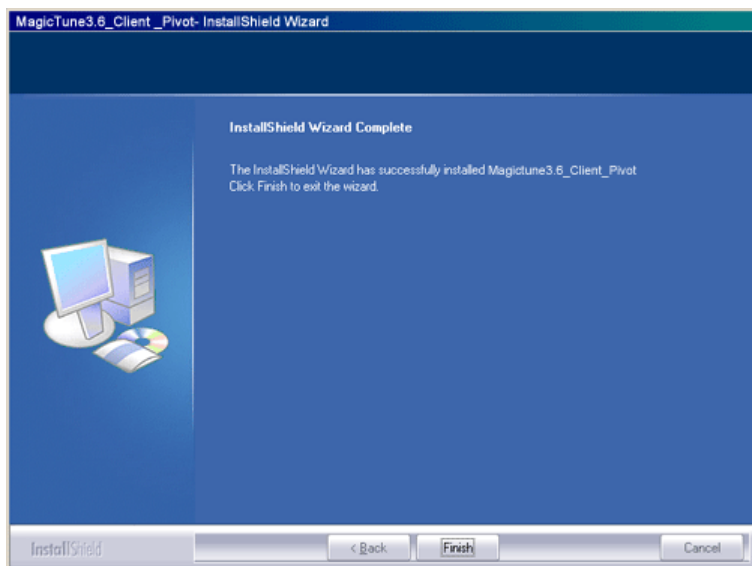 MagicTune3.6_Client _Pivot- InstallShield Wizard
InstallShield Wizard Complete
The InstallShield Wizard has successfully installed Magictune3.6_Client_Pivot
Click Finish to exit the wizard.
InstallShield
< Back
Finish
Cancel